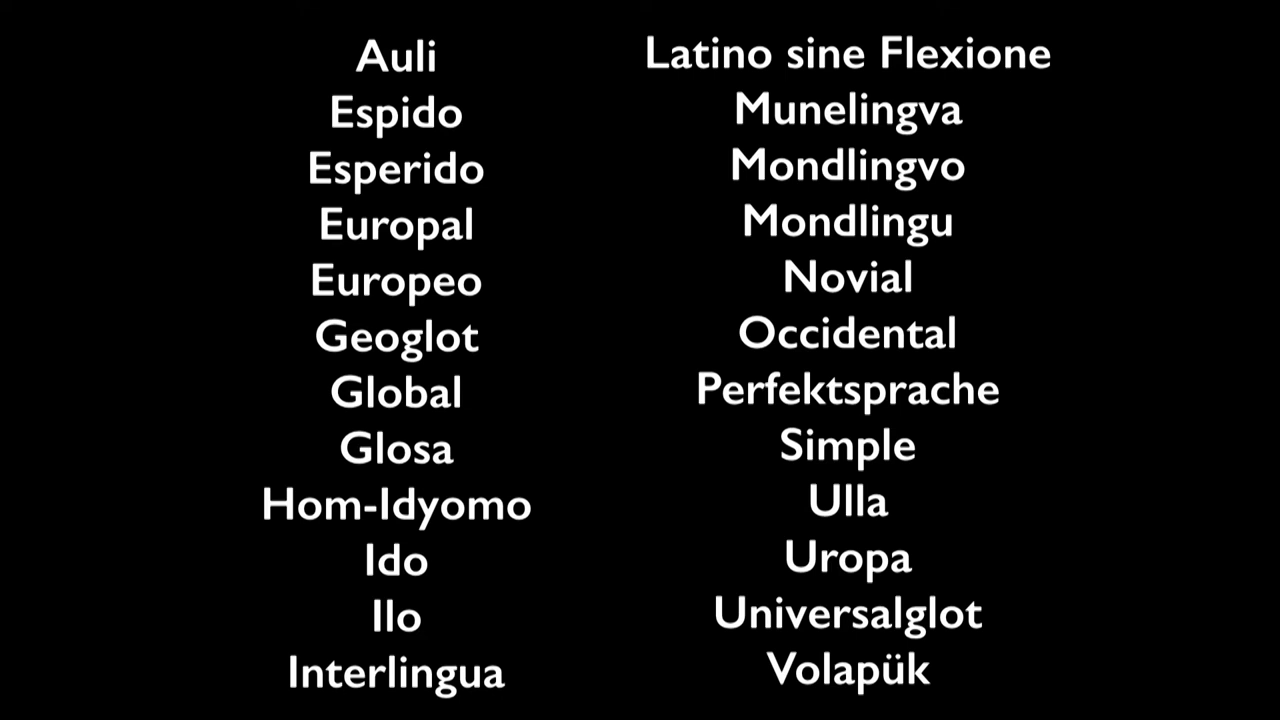 Auli
Espido
Esperido
Europal
Europeo
Geoglot
Global
Glosa
Hom-Idyomo
Ido
Ilo
Interlingua
Latino sine Flexione
Munelingva
Mondlingvo
Mondlingu
Novial
Occidental
Perfektsprache
Simple
Ulla
Uropa
Universalglot
Volapük